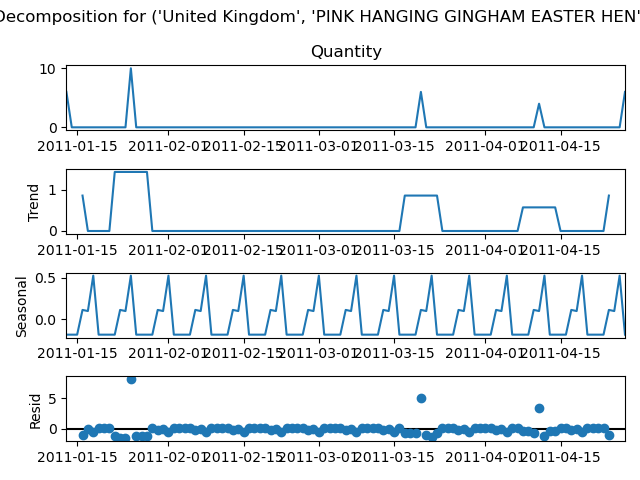 Decomposition for ('United Kingdom', 'PINK HANGING GINGHAM EASTER HEN'
Quantity
10
0
2011-01-15 2011-02-01 2011-02-15 2011-03-01 2011-03-15 2011-04-01 2011-04-15
Trend
1
0
2011-01-15 2011-02-01 2011-02-15 2011-03-01 2011-03-15 2011-04-01 2011-04-15
Seasonal
0.5
0.0
2011-01-15 2011-02-01 2011-02-15 2011-03-01 2011-03-15 2011-04-01 2011-04-15
Resid
5
0
2011-01-15 2011-02-01 2011-02-15 2011-03-01 2011-03-15 2011-04-01 2011-04-15